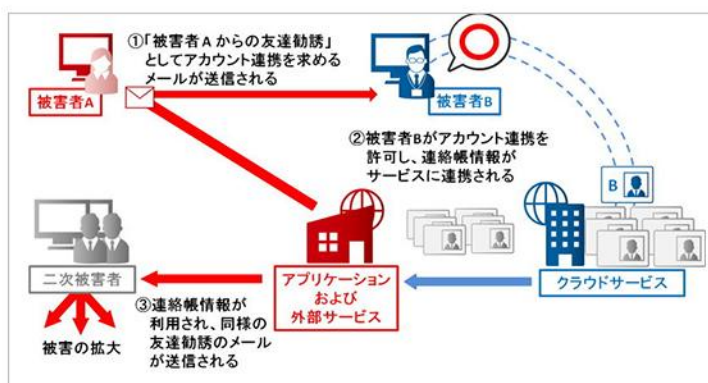 ①「被害者Aからの友達勧誘」
としてアカウント連携を求める
メールが送信される
被害者A
被害者B
②被害者Bがアカウント連携を
許可し、連絡帳情報が
サービスに連携される
B
二次被害者
アプリケーション
および
外部サービス
クラウドサービス
③連絡帳情報が
利用され、同様の
友達勧誘のメール
が送信される
被害の拡大